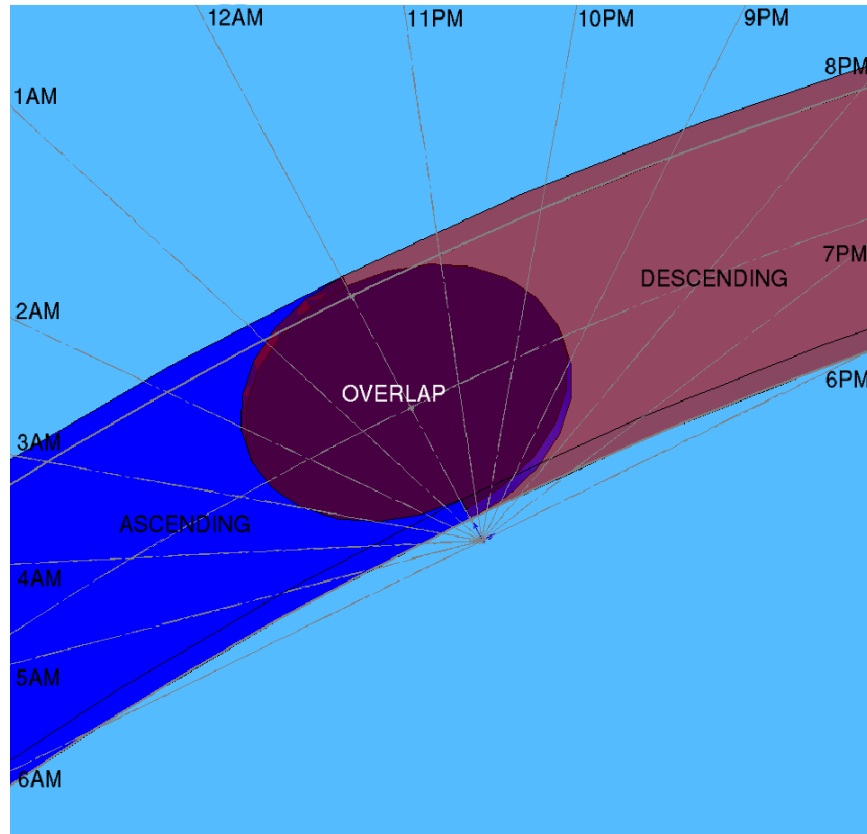 12AM
11PM
10PM
9PM
8PM
1AM
7PM
DESCENDING
2AM
6PM
OVERLAP
3AM
ASCENDING
4AM
5AM
6AM